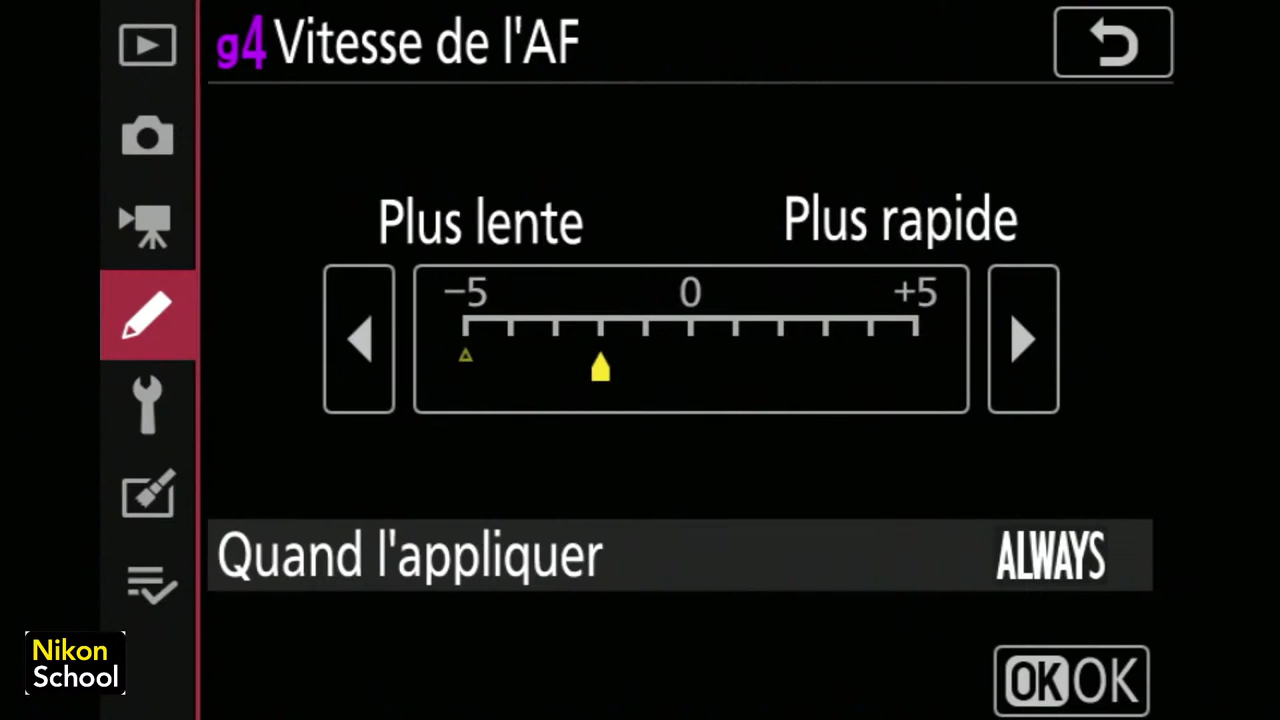 g4 Vitesse de l'AF
Plus lente Plus rapide
−5 0 +5
Quand l'appliquer ALWAYS
OK OK
Nikon
School